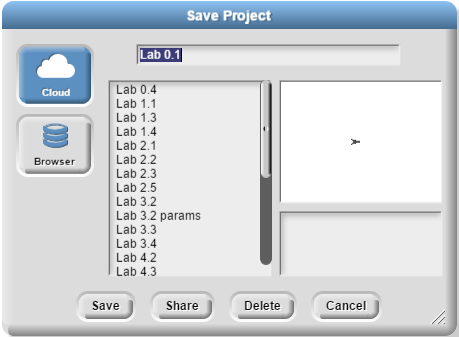 Save Project
Lab 0.1
Cloud
Browser
Lab 0.4
Lab 1.1
Lab 1.3
Lab 1.4
Lab 2.1
Lab 2.2
Lab 2.3
Lab 2.5
Lab 3.2
Lab 3.2 params
Lab 3.3
Lab 3.4
Lab 4.2
Lab 4.3
Save Share Delete Cancel